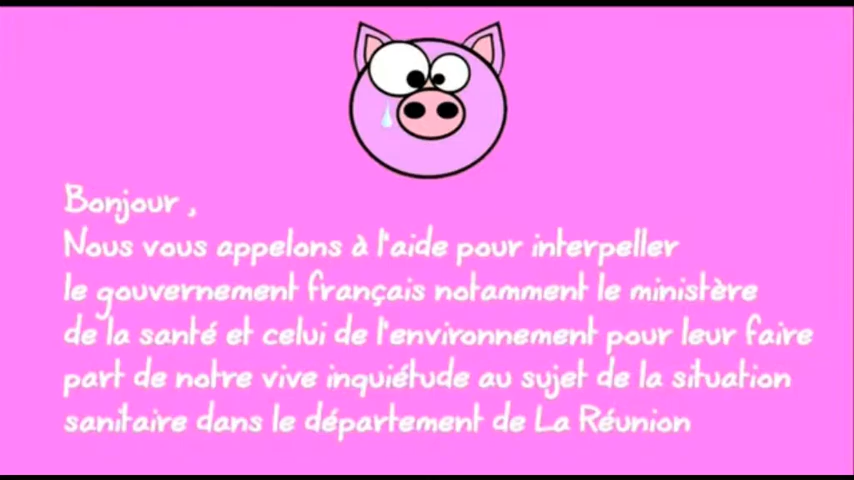 Bonjour ,
Nous vous appelons à l'aide pour interpeller
le gouvernement français notamment le ministère
de la santé et celui de l'environnement pour leur faire
part de notre vive inquiétude au sujet de la situation
sanitaire dans le département de La Réunion